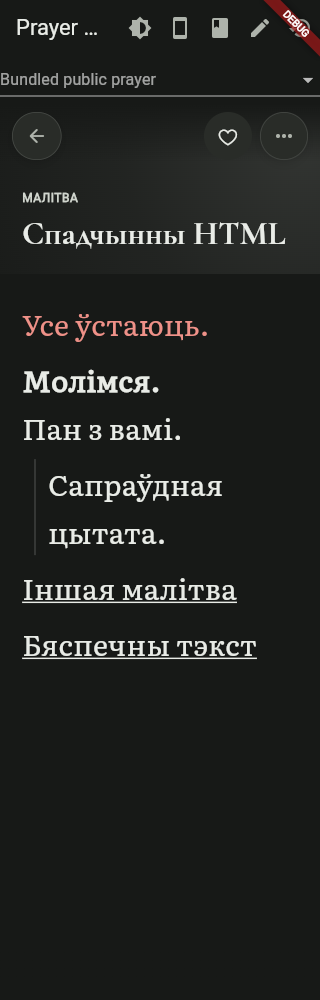 Prayer ...
DEBUG
Bundled public prayer
МАЛІТВА
Спадчынны HTML
Усе ўстаюць.
Молімся.
Пан з вамі.
Сапраўдная
цытата.
Іншая малітва
Бяспечны тэкст